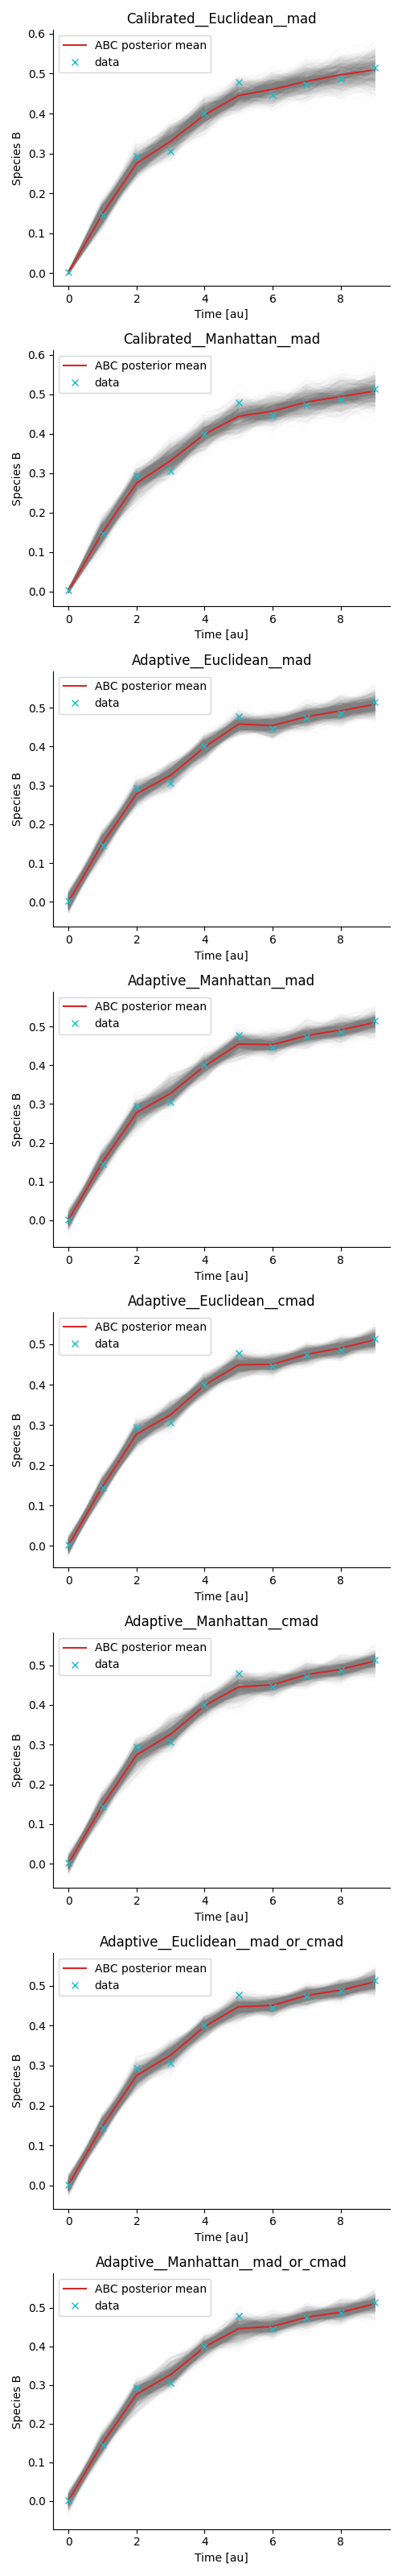 Calibrated__Euclidean__mad
0.6
ABC posterior mean
data
0.5
0.4
Species B
0.3
0.2
0.1
0.0
0 2 4 6 8
Time [au]
Calibrated__Manhattan__mad
0.6
ABC posterior mean
data
0.5
0.4
Species B
0.3
0.2
0.1
0.0
0 2 4 6 8
Time [au]
Adaptive__Euclidean__mad
ABC posterior mean
data
0.5
0.4
Species B
0.3
0.2
0.1
0.0
0 2 4 6 8
Time [au]
Adaptive__Manhattan__mad
ABC posterior mean
data
0.5
0.4
Species B
0.3
0.2
0.1
0.0
0 2 4 6 8
Time [au]
Adaptive__Euclidean__cmad
ABC posterior mean
data
0.5
0.4
Species B
0.3
0.2
0.1
0.0
0 2 4 6 8
Time [au]
Adaptive__Manhattan__cmad
ABC posterior mean
data
0.5
0.4
Species B
0.3
0.2
0.1
0.0
0 2 4 6 8
Time [au]
Adaptive__Euclidean__mad_or_cmad
ABC posterior mean
data
0.5
0.4
Species B
0.3
0.2
0.1
0.0
0 2 4 6 8
Time [au]
Adaptive__Manhattan__mad_or_cmad
ABC posterior mean
data
0.5
0.4
Species B
0.3
0.2
0.1
0.0
0 2 4 6 8
Time [au]